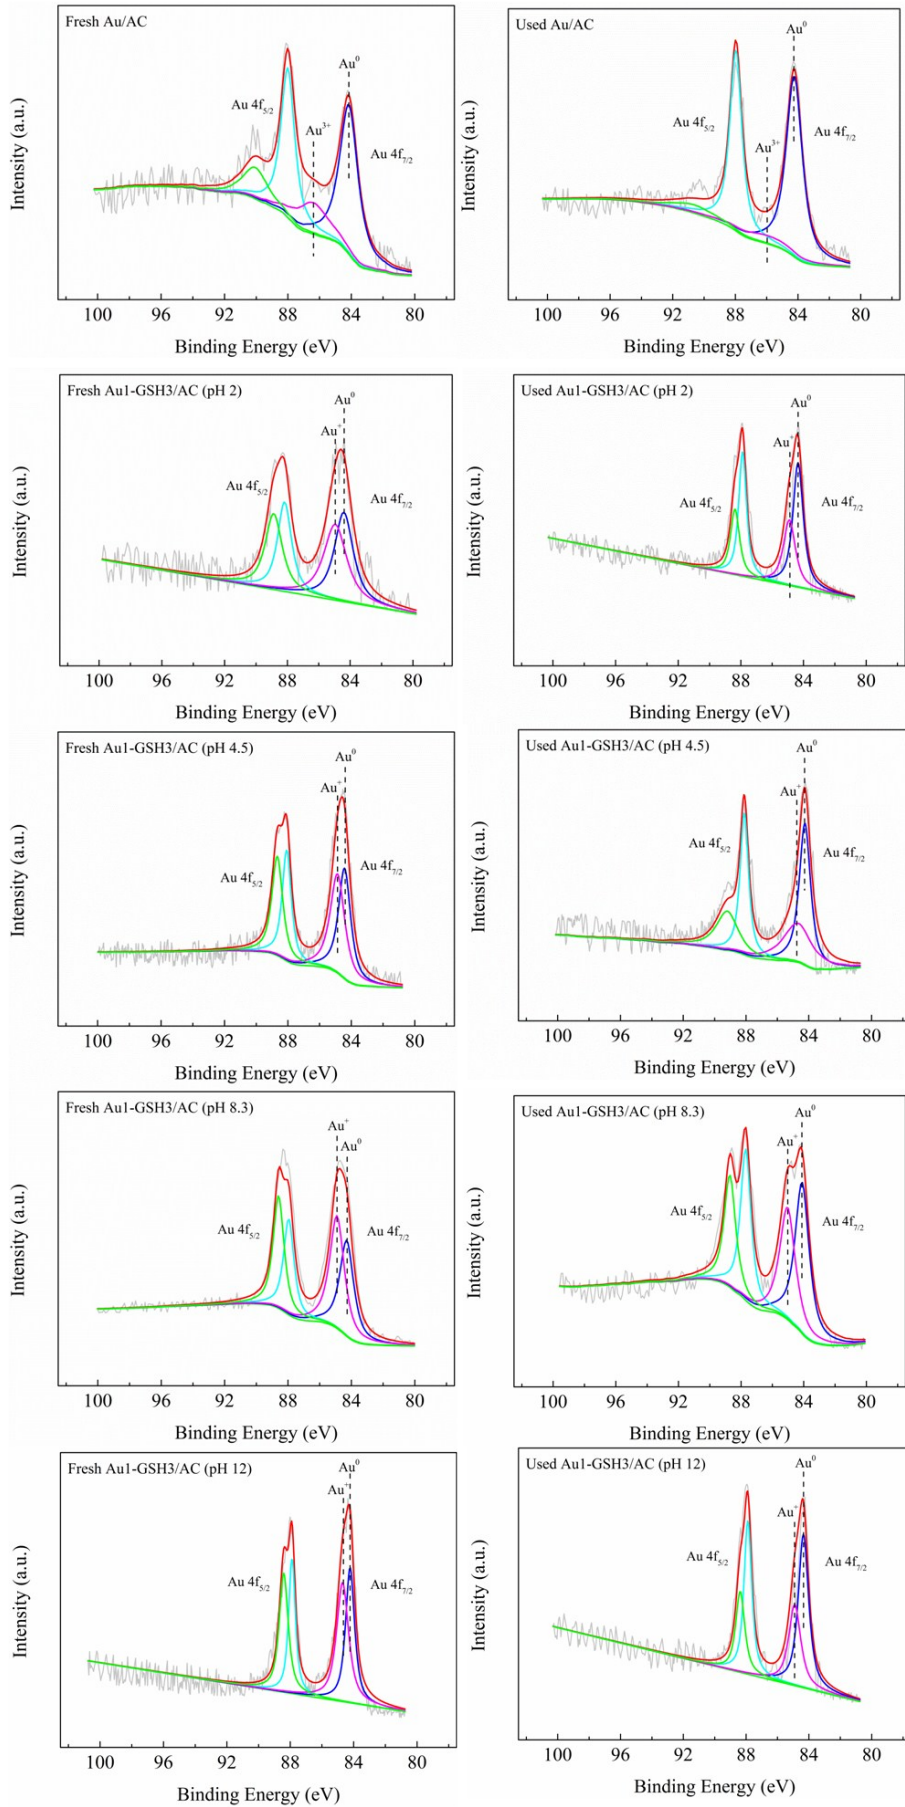 Fresh Au/AC
Au⁰
Au 4f₅/₂
Au³⁺
Au 4f₇/₂
Intensity (a.u.)
100 96 92 88 84 80
Binding Energy (eV)
Used Au/AC
Au⁰
Au 4f₅/₂
Au³⁺
Au 4f₇/₂
Intensity (a.u.)
100 96 92 88 84 80
Binding Energy (eV)
Fresh Au1-GSH3/AC (pH 2)
Au⁰
Au⁺
Au 4f₅/₂
Au 4f₇/₂
Intensity (a.u.)
100 96 92 88 84 80
Binding Energy (eV)
Used Au1-GSH3/AC (pH 2)
Au⁰
Au⁺
Au 4f₅/₂
Au 4f₇/₂
Intensity (a.u.)
100 96 92 88 84 80
Binding Energy (eV)
Fresh Au1-GSH3/AC (pH 4.5)
Au⁰
Au⁺
Au 4f₅/₂
Au 4f₇/₂
Intensity (a.u.)
100 96 92 88 84 80
Binding Energy (eV)
Used Au1-GSH3/AC (pH 4.5)
Au⁰
Au⁺
Au 4f₅/₂
Au 4f₇/₂
Intensity (a.u.)
100 96 92 88 84 80
Binding Energy (eV)
Fresh Au1-GSH3/AC (pH 8.3)
Au⁺
Au⁰
Au 4f₅/₂
Au 4f₇/₂
Intensity (a.u.)
100 96 92 88 84 80
Binding Energy (eV)
Used Au1-GSH3/AC (pH 8.3)
Au⁰
Au⁺
Au 4f₅/₂
Au 4f₇/₂
Intensity (a.u.)
100 96 92 88 84 80
Binding Energy (eV)
Fresh Au1-GSH3/AC (pH 12)
Au⁰
Au⁺
Au 4f₅/₂
Au 4f₇/₂
Intensity (a.u.)
100 96 92 88 84 80
Binding Energy (eV)
Used Au1-GSH3/AC (pH 12)
Au⁰
Au⁺
Au 4f₅/₂
Au 4f₇/₂
Intensity (a.u.)
100 96 92 88 84 80
Binding Energy (eV)